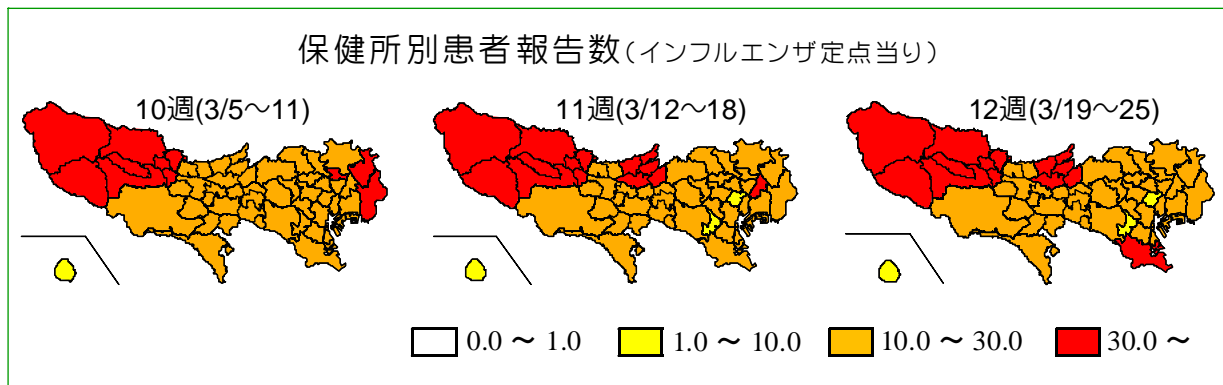 保健所別患者報告数(インフルエンザ定点当り)
10週(3/5～11) 11週(3/12～18) 12週(3/19～25)
0.0 ～ 1.0 1.0 ～ 10.0 10.0 ～ 30.0 30.0 ～